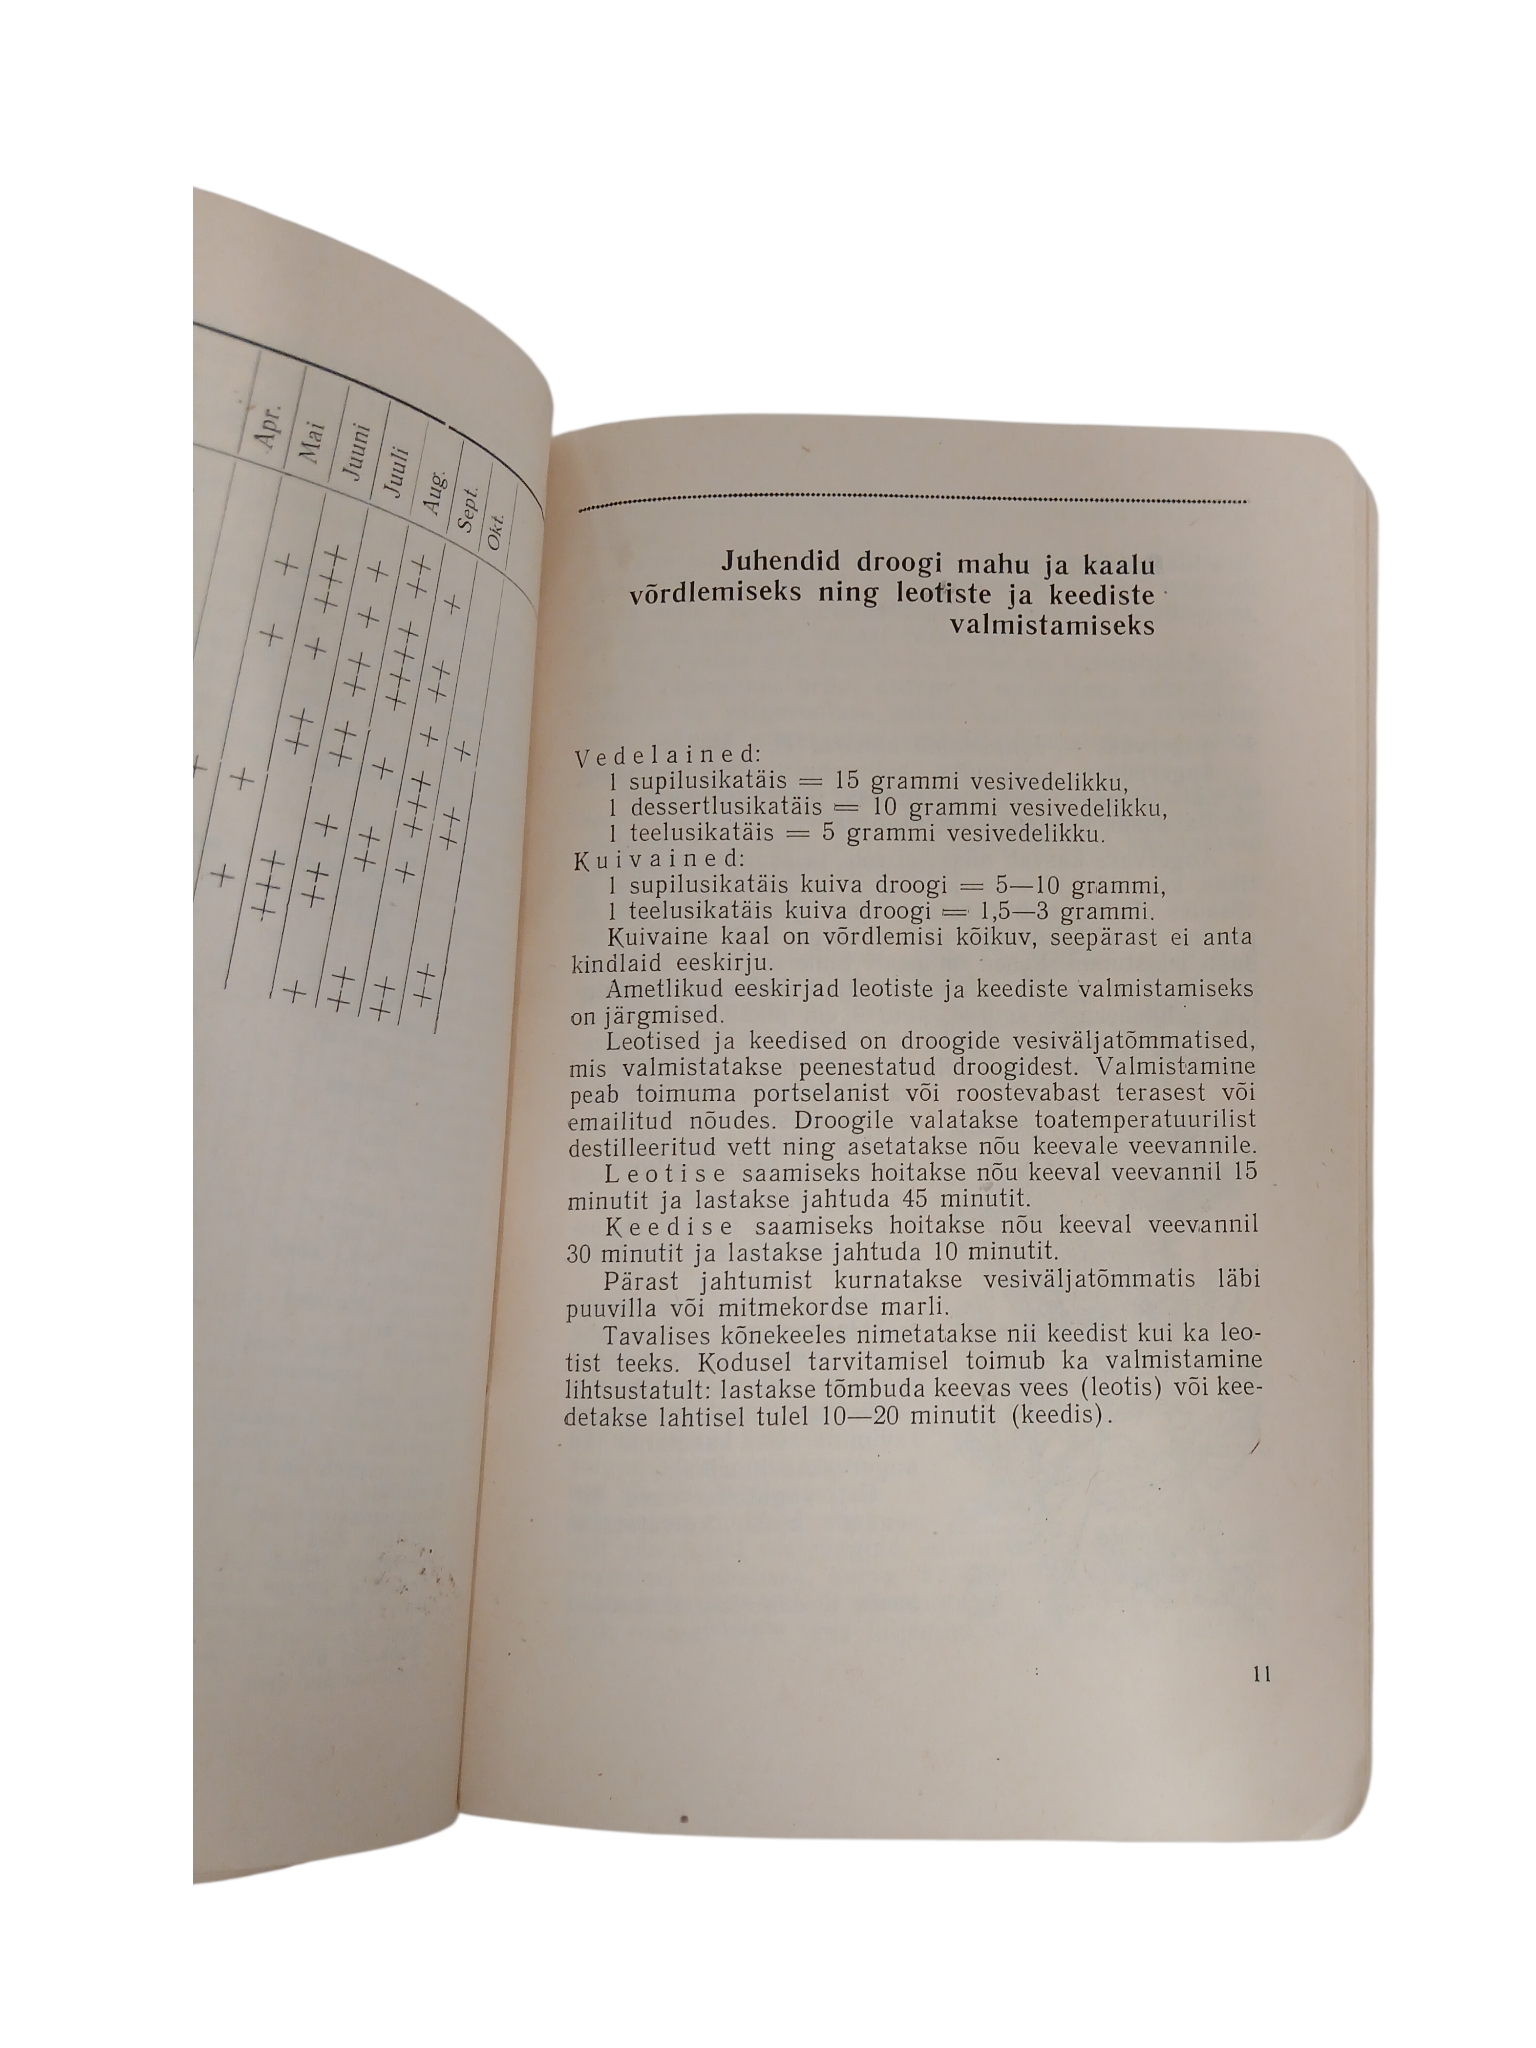 Apr.
Mai
Juuni
Juuli
Aug.
Sept.
Okt.
+ +++ + ++ +
+ + + ++++ ++
++ ++ ++ + +
+ + + +++ ++
+ +++ ++ ++ +
+ ++ ++ ++
Juhendid droogi mahu ja kaalu
võrdlemiseks ning leotiste ja keediste
valmistamiseks
Vedelained:
1 supilusikatäis = 15 grammi vesivedelikku,
1 dessertlusikatäis = 10 grammi vesivedelikku,
1 teelusikatäis = 5 grammi vesivedelikku.
Kuivained:
1 supilusikatäis kuiva droogi = 5—10 grammi,
1 teelusikatäis kuiva droogi = 1,5—3 grammi.
Kuivaine kaal on võrdlemisi kõikuv, seepärast ei anta
kindlaid eeskirju.
Ametlikud eeskirjad leotiste ja keediste valmistamiseks
on järgmised.
Leotised ja keedised on droogide vesiväljatõmmatised,
mis valmistatakse peenestatud droogidest. Valmistamine
peab toimuma portselanist või roostevabast terasest või
emailitud nõudes. Droogile valatakse toatemperatuurilist
destilleeritud vett ning asetatakse nõu keevale veevannile.
Leotise saamiseks hoitakse nõu keeval veevannil 15
minutit ja lastakse jahtuda 45 minutit.
Keedise saamiseks hoitakse nõu keeval veevannil
30 minutit ja lastakse jahtuda 10 minutit.
Pärast jahtumist kurnatakse vesiväljatõmmatis läbi
puuvilla või mitmekordse marli.
Tavalises kõnekeeles nimetatakse nii keedist kui ka leo-
tist teeks. Kodusel tarvitamisel toimub ka valmistamine
lihtsustatult: lastakse tõmbuda keevas vees (leotis) või kee-
detakse lahtisel tulel 10—20 minutit (keedis).
11